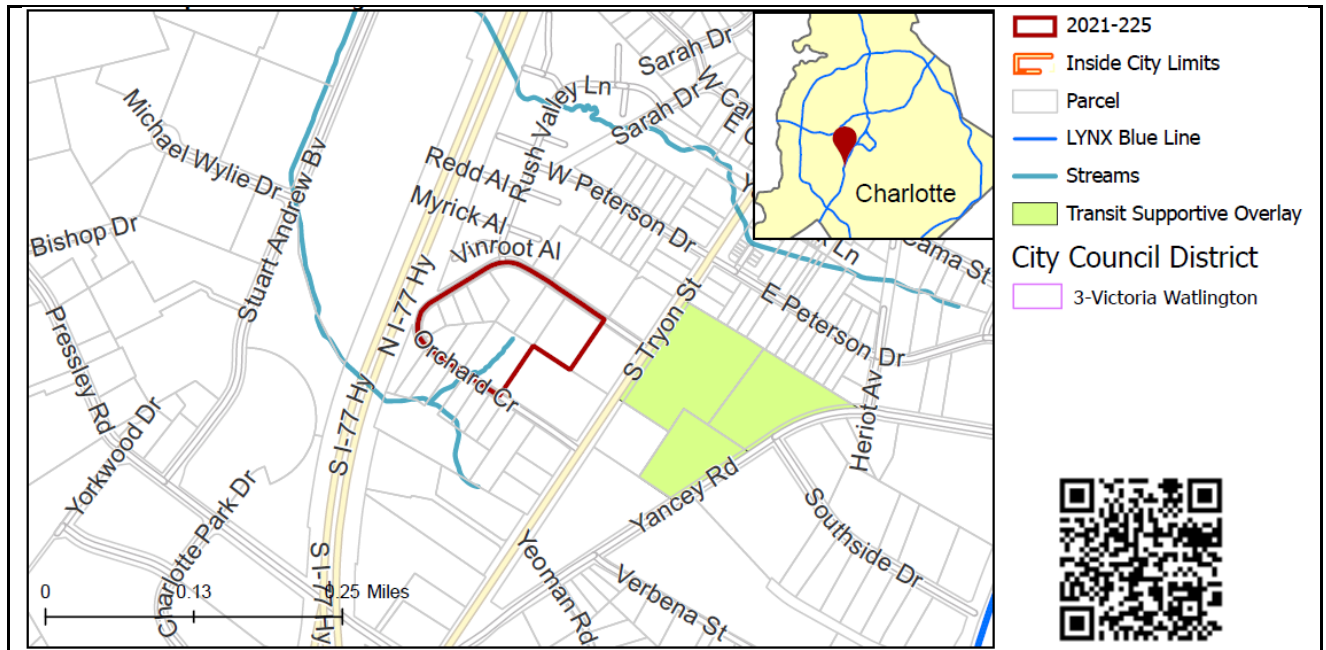 Sarah Dr
W Ca
E C
Rush Valley Ln
Sarah Dr
Michael Wylie Dr
Stuart Andrew Bv
Redd Al
W Peterson Dr
Myrick Al
Vinroot Al
Bishop Dr
N I-77 Hy
Orchard Cr
S Tryon St
E Peterson Dr
x Ln
Cama St
Pressley Rd
S I-77 Hy
Heriot Av
Yorkwood Dr
Charlotte Park Dr
Yancey Rd
Southside Dr
S I-77 Hy
Yeoman Rd
Verbena St
0 0.13 0.25 Miles
Charlotte
2021-225
Inside City Limits
Parcel
LYNX Blue Line
Streams
Transit Supportive Overlay
City Council District
3-Victoria Watlington